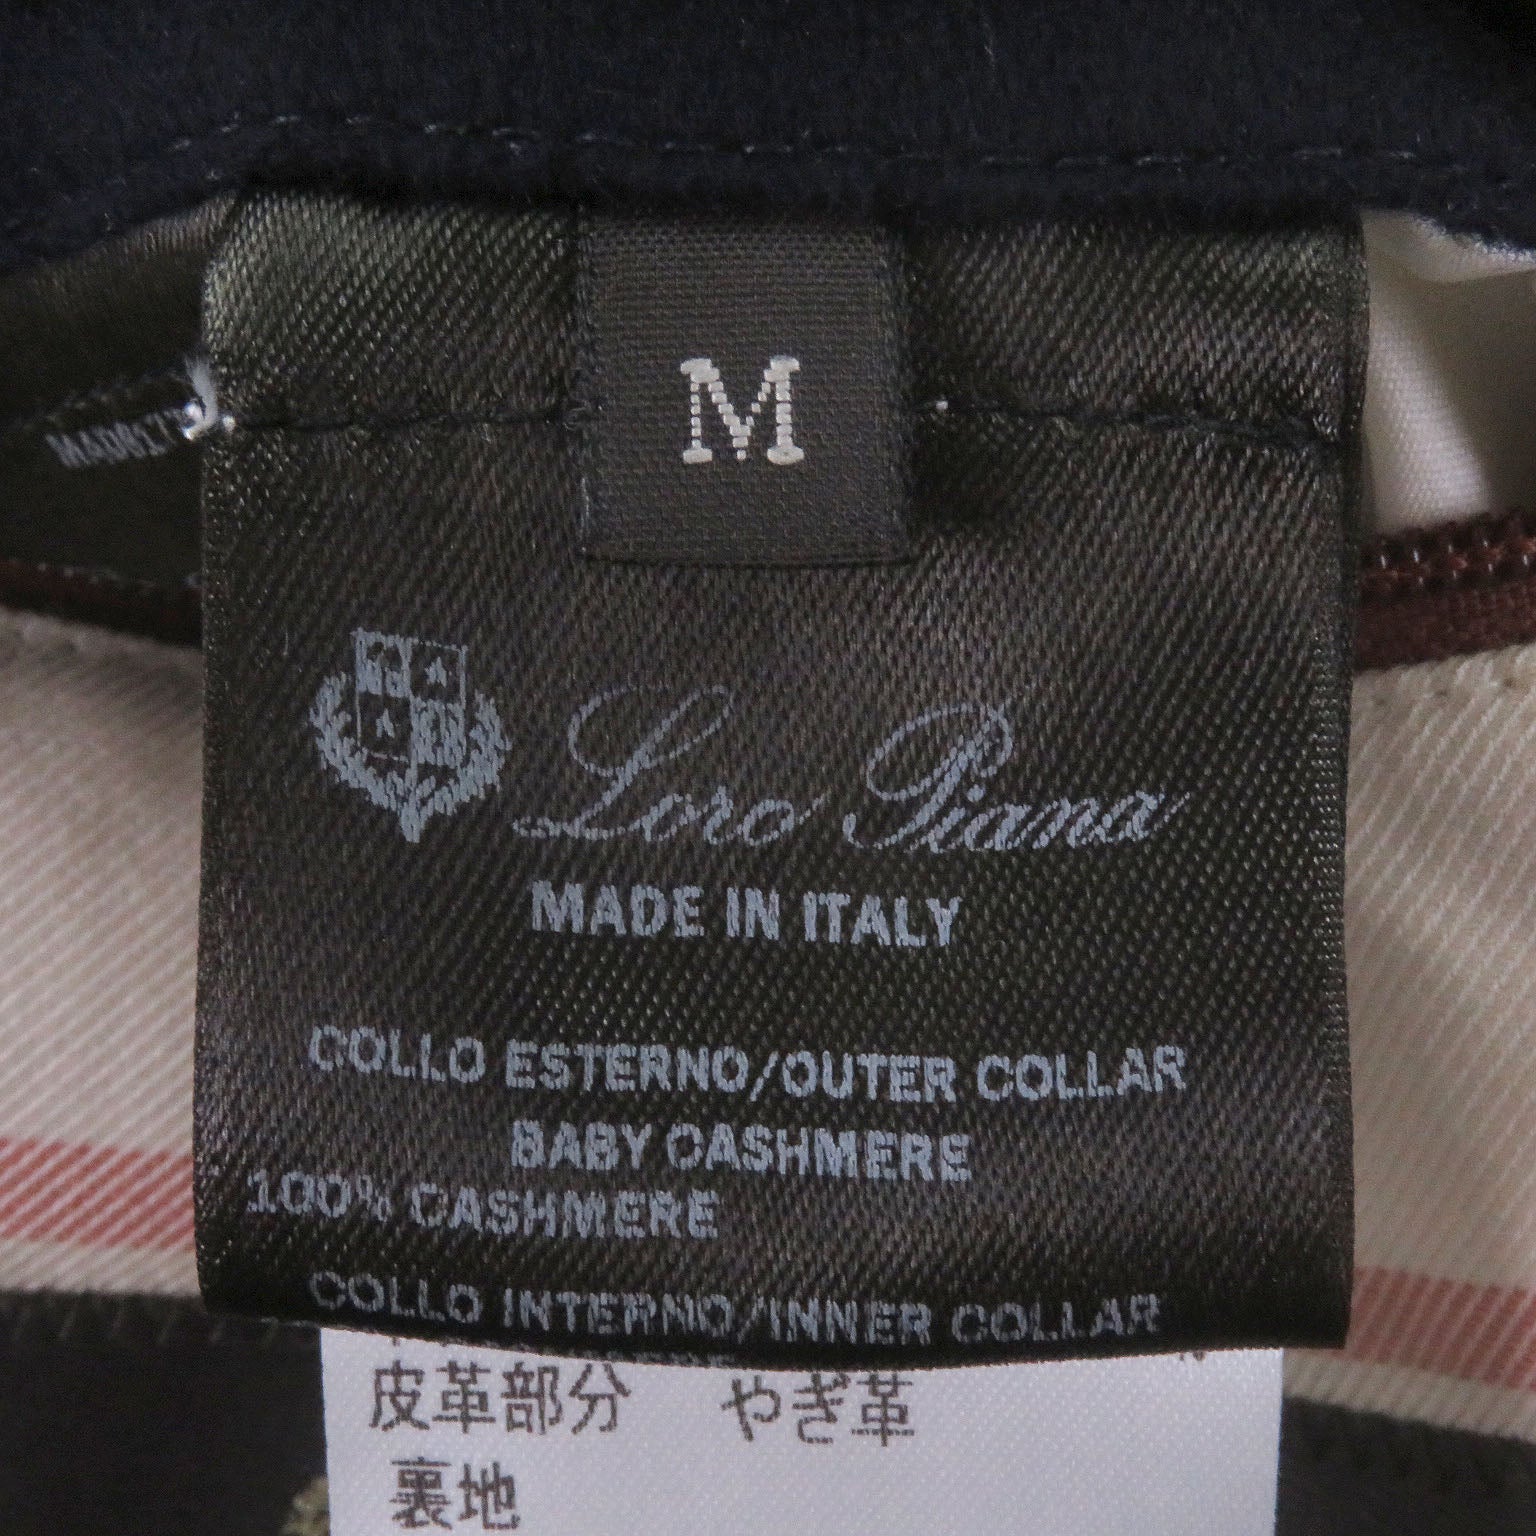 M
Loro Piana
MADE IN ITALY
COLLO ESTERNO/OUTER COLLAR
BABY CASHMERE
100% CASHMERE
COLLO INTERNO/INNER COLLAR
皮革部分 やぎ革
裏地